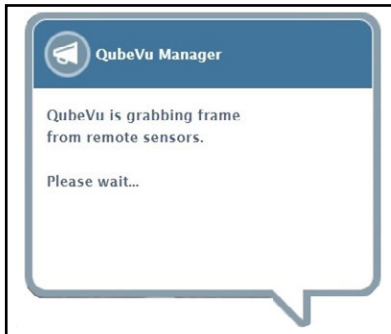 QubeVu Manager
QubeVu is grabbing frame
from remote sensors.
Please wait...